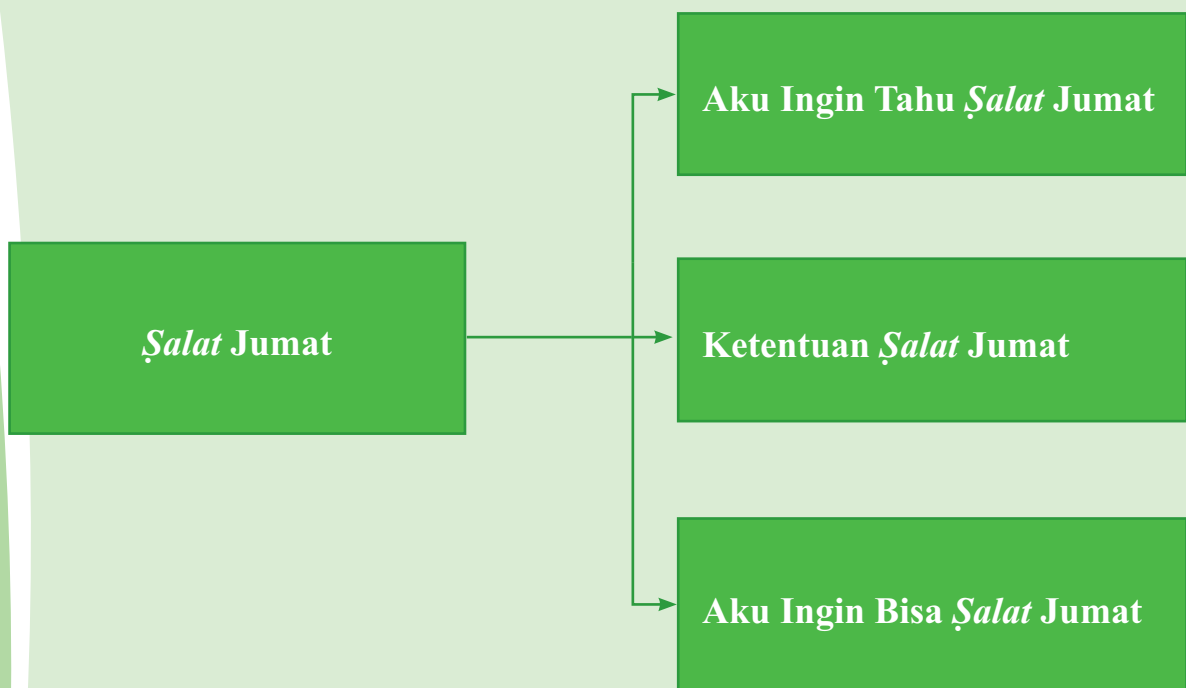 Aku Ingin Tahu Ṣalat Jumat
Ṣalat Jumat
Ketentuan Ṣalat Jumat
Aku Ingin Bisa Ṣalat Jumat